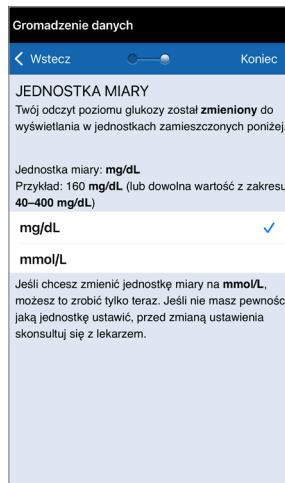 Gromadzenie danych
Wstecz
Koniec
JEDNOSTKA MIARY
Twój odczyt poziomu glukozy został zmieniony do
wyświetlania w jednostkach zamieszczonych poniżej.
Jednostka miary: mg/dL
Przykład: 160 mg/dL (lub dowolna wartość z zakresu
40–400 mg/dL)
mg/dL
mmol/L
Jeśli chcesz zmienić jednostkę miary na mmol/L,
możesz to zrobić tylko teraz. Jeśli nie masz pewnośc
jaką jednostkę ustawić, przed zmianą ustawienia
skonsultuj się z lekarzem.